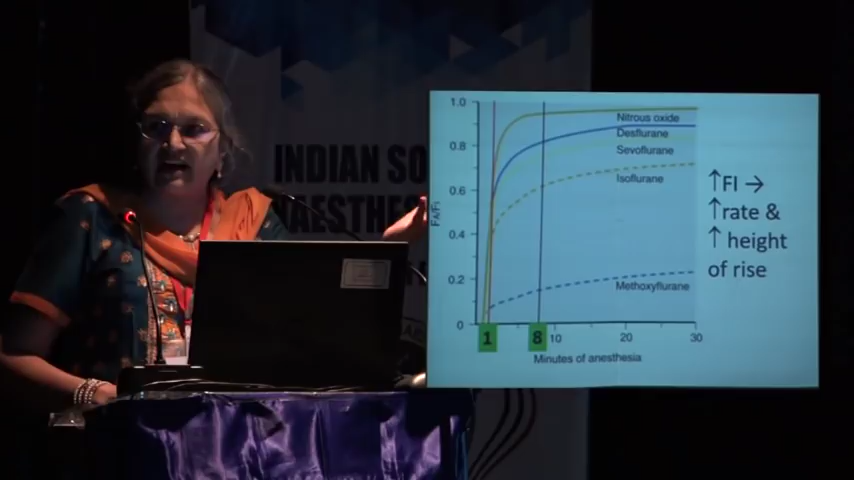 INDIAN SO
NAESTHES
1.0
0.8
0.6
0.4
0.2
0
FA/FI
Nitrous oxide
Desflurane
Sevoflurane
Isoflurane
Methoxyflurane
1
8
10
20
30
Minutes of anesthesia
↑FI →
↑rate &
↑ height
of rise